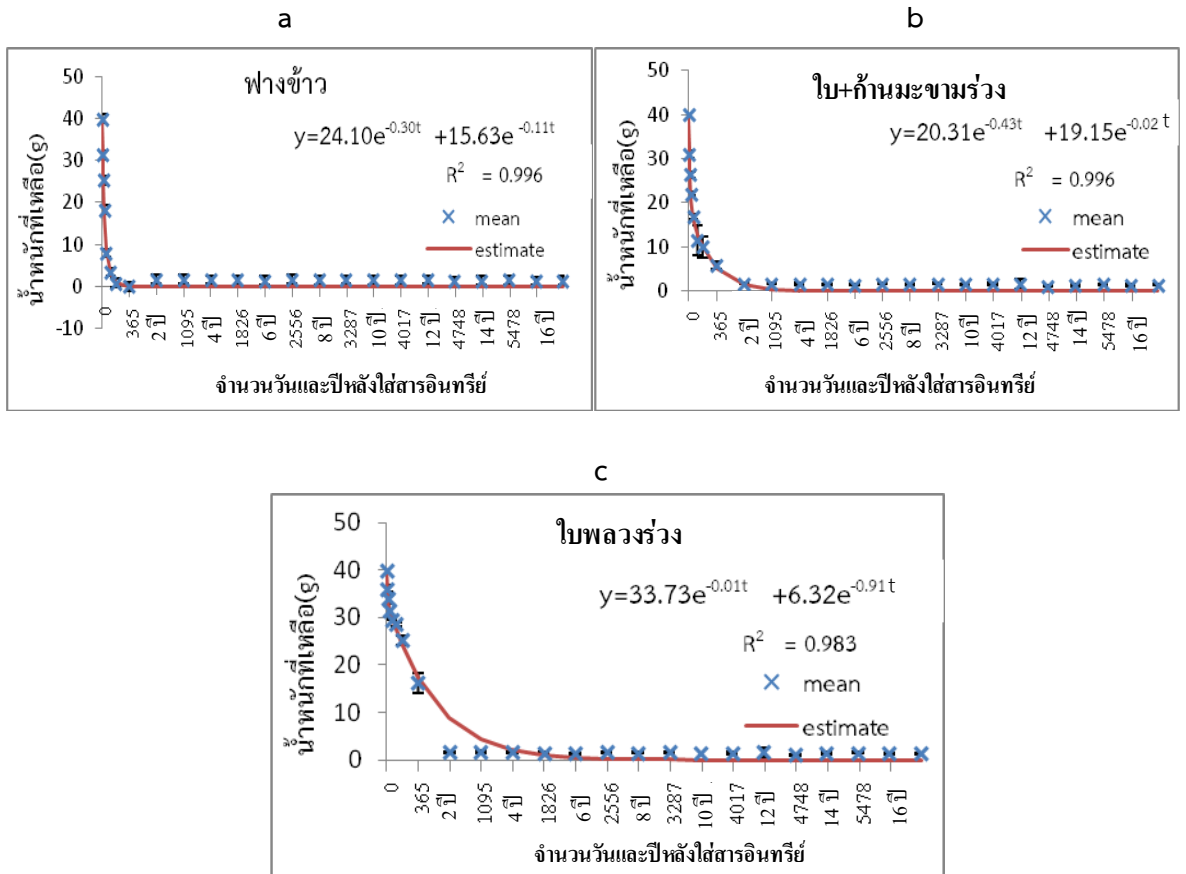 a
ฟางข้าว
y=24.10e^-0.30t +15.63e^-0.11t
R² = 0.996
mean
estimate
น้ำหนักที่เหลือ(g)
50
40
30
20
10
0
-10
0 365 2 ปี 1095 4 ปี 1826 6 ปี 2556 8 ปี 3287 10 ปี 4017 12 ปี 4748 14 ปี 5478 16 ปี
จำนวนวันและปีหลังใส่สารอินทรีย์
b
ใบ+ก้านมะขามร่วง
y=20.31e^-0.43t +19.15e^-0.02 t
R² = 0.996
mean
estimate
น้ำหนักที่เหลือ(g)
50
40
30
20
10
0
0 365 2 ปี 1095 4 ปี 1826 6 ปี 2556 8 ปี 3287 10 ปี 4017 12 ปี 4748 14 ปี 5478 16 ปี
จำนวนวันและปีหลังใส่สารอินทรีย์
c
ใบพลวงร่วง
y=33.73e^-0.01t +6.32e^-0.91t
R² = 0.983
mean
estimate
น้ำหนักที่เหลือ(g)
50
40
30
20
10
0
0 365 2 ปี 1095 4 ปี 1826 6 ปี 2556 8 ปี 3287 10 ปี 4017 12 ปี 4748 14 ปี 5478 16 ปี
จำนวนวันและปีหลังใส่สารอินทรีย์